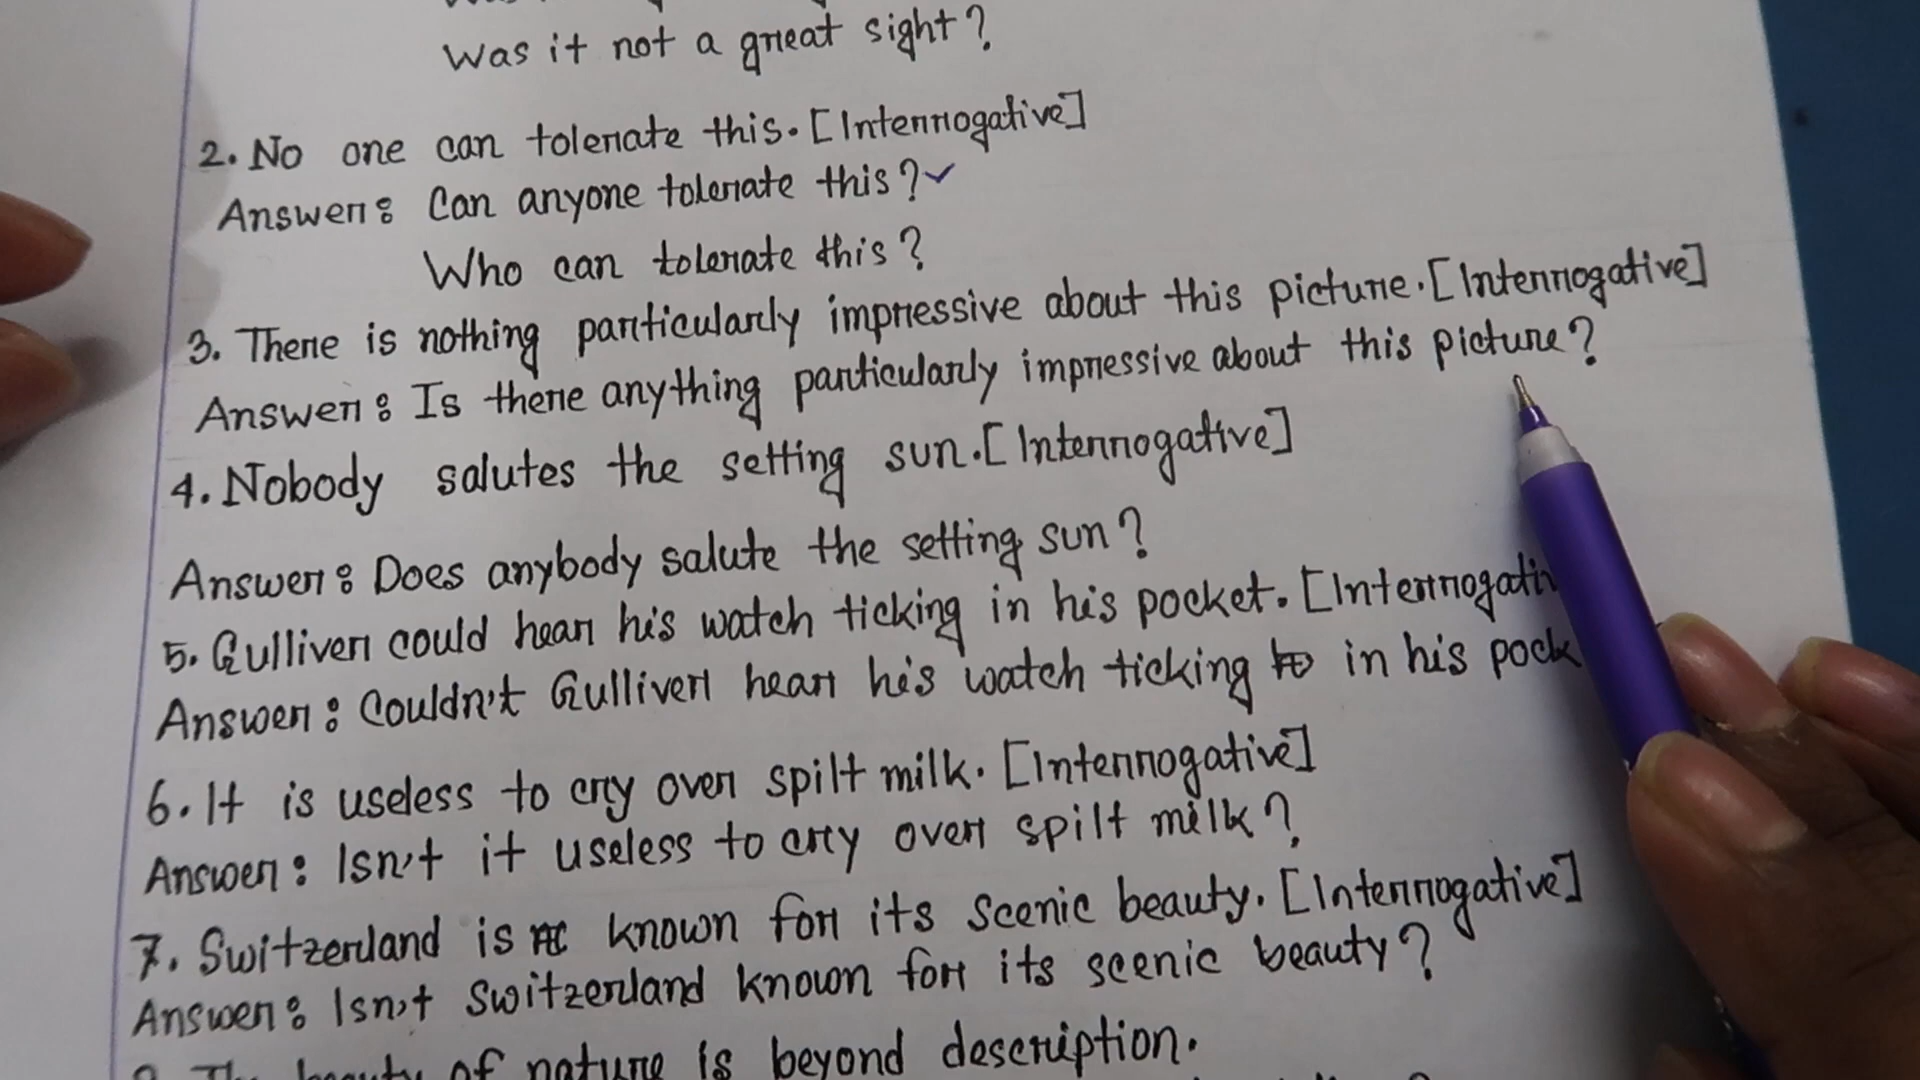 Was it not a great sight?
2. No one can tolerate this. [Interrogative]
Answer: Can anyone tolerate this?✓
Who can tolerate this?
3. There is nothing particularly impressive about this picture. [Interrogative]
Answer: Is there anything particularly impressive about this picture?
4. Nobody salutes the setting sun. [Interrogative]
Answer: Does anybody salute the setting sun?
5. Gulliver could hear his watch ticking in his pocket. [Interrogativ
Answer: Couldn't Gulliver hear his watch ticking in his pock
6. It is useless to cry over spilt milk. [Interrogative]
Answer: Isn't it useless to cry over spilt milk?
7. Switzerland is known for its scenic beauty. [Interrogative]
Answer: Isn't Switzerland known for its scenic beauty?
beauty of nature is beyond description.